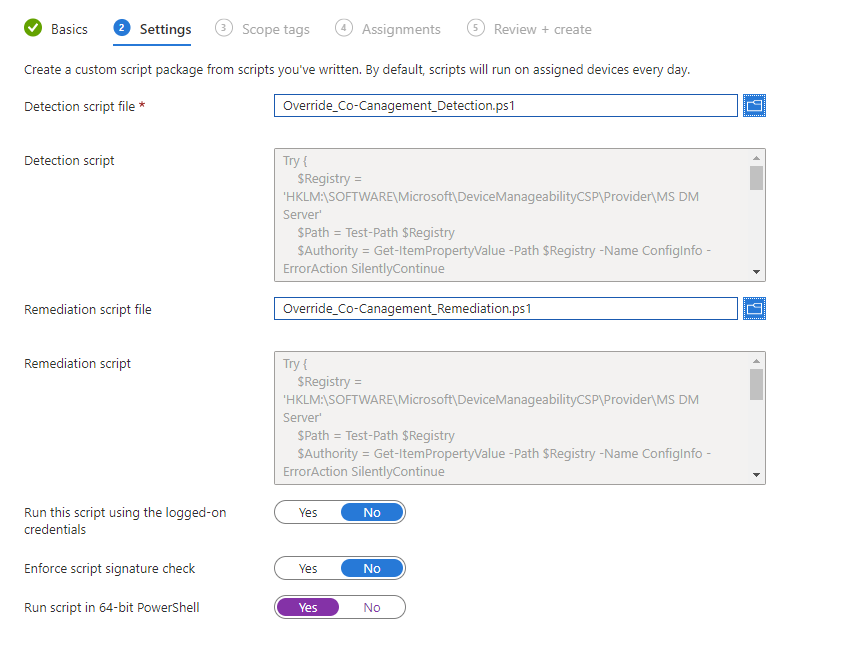 Basics 2 Settings 3 Scope tags 4 Assignments 5 Review + create
Create a custom script package from scripts you've written. By default, scripts will run on assigned devices every day.
Detection script file * Override_Co-Canagement_Detection.ps1
Detection script
Try {
$Registry =
'HKLM:\SOFTWARE\Microsoft\DeviceManageabilityCSP\Provider\MS DM
Server'
$Path = Test-Path $Registry
$Authority = Get-ItemPropertyValue -Path $Registry -Name ConfigInfo -
ErrorAction SilentlyContinue
Remediation script file Override_Co-Canagement_Remediation.ps1
Remediation script
Try {
$Registry =
'HKLM:\SOFTWARE\Microsoft\DeviceManageabilityCSP\Provider\MS DM
Server'
$Path = Test-Path $Registry
$Authority = Get-ItemPropertyValue -Path $Registry -Name ConfigInfo -
ErrorAction SilentlyContinue
Run this script using the logged-on Yes No
credentials
Enforce script signature check Yes No
Run script in 64-bit PowerShell Yes No